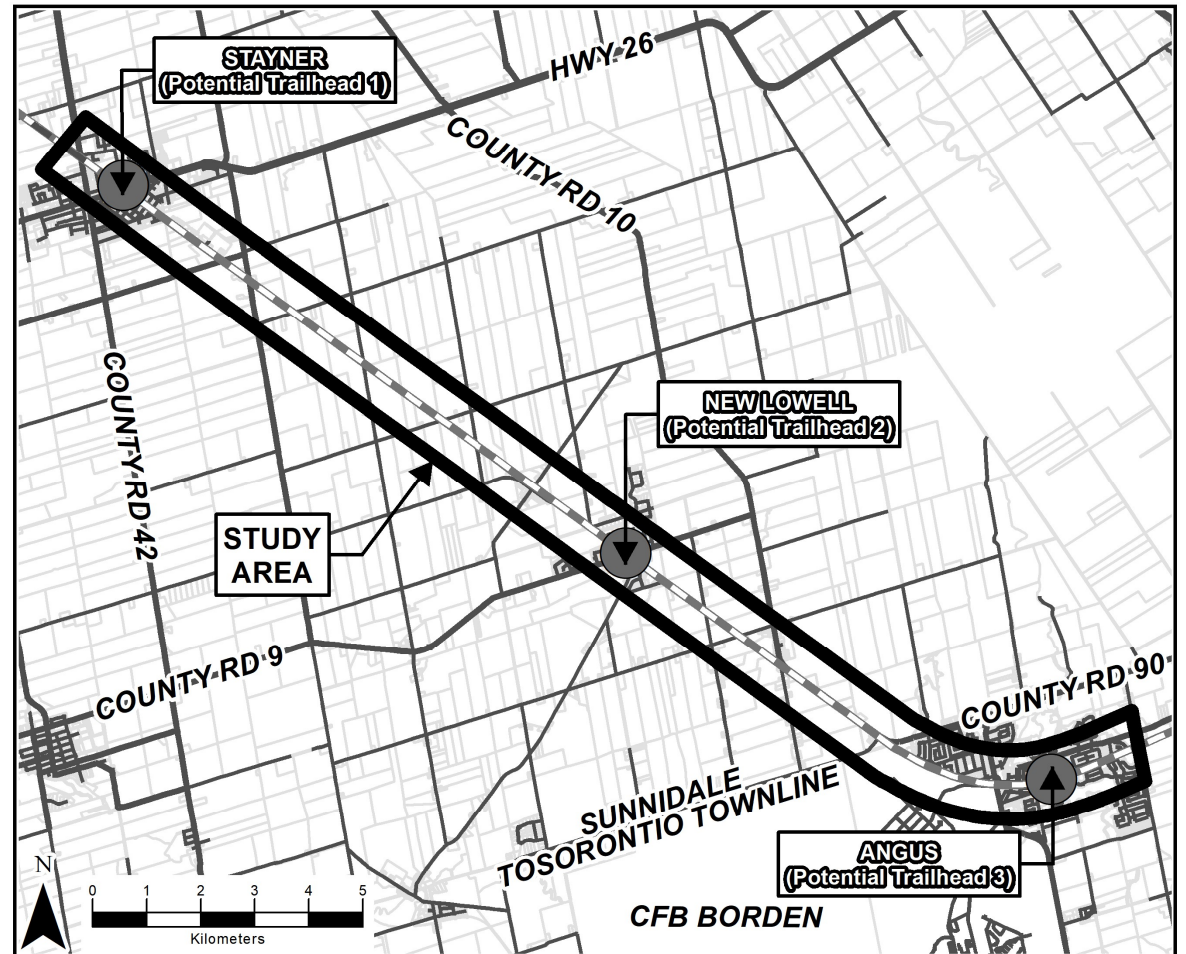 STAYNER
(Potential Trailhead 1)
HWY 26
COUNTY RD 10
COUNTY RD 42
NEW LOWELL
(Potential Trailhead 2)
STUDY
AREA
COUNTY RD 9
COUNTY RD 90
SUNNIDALE
TOSORONTIO TOWNLINE
ANGUS
(Potential Trailhead 3)
CFB BORDEN
N
0 1 2 3 4 5
Kilometers